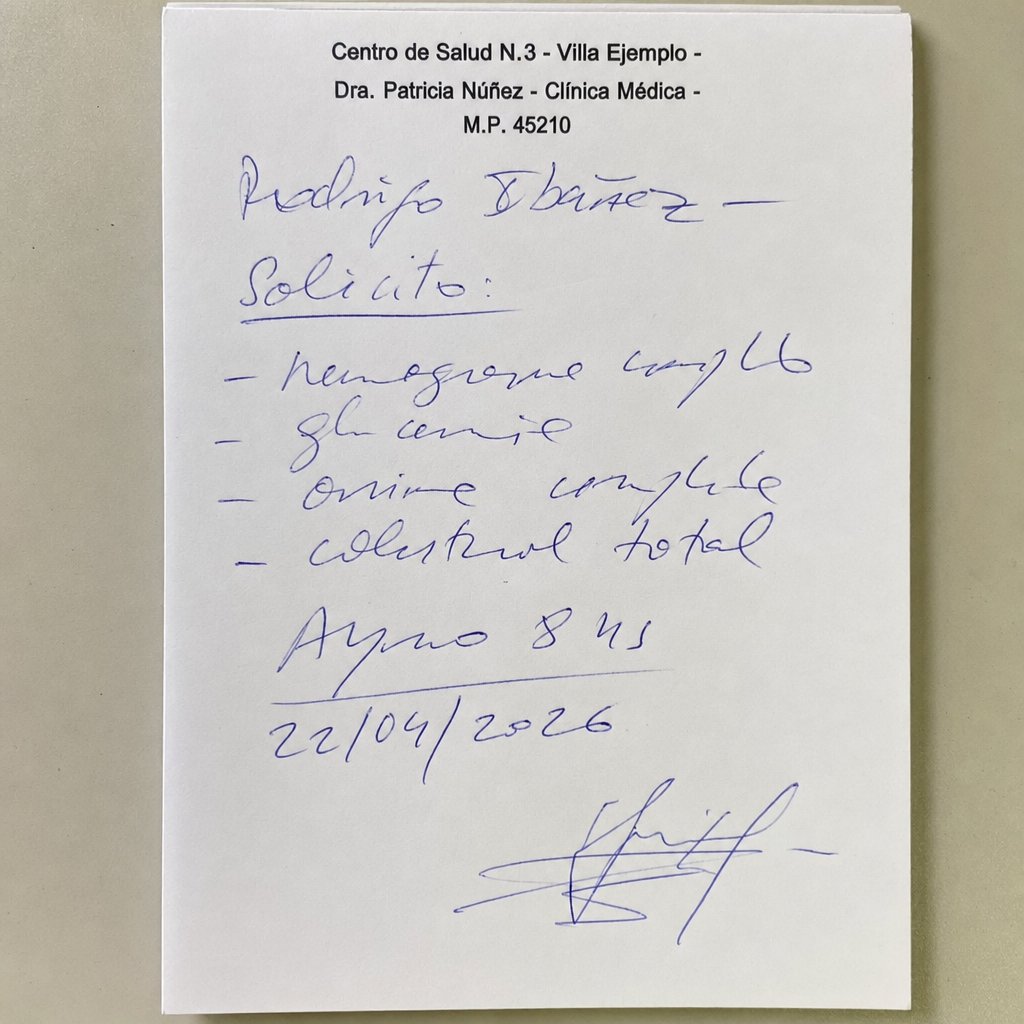 Centro de Salud N.3 - Villa Ejemplo -
Dra. Patricia Núñez - Clínica Médica -
M.P. 45210
Rodrigo Ibáñez —
Solicito:
- hemograma completo
- glucemia
- orina completa
- colesterol total
Ayuno 8 hs
22/04/2026